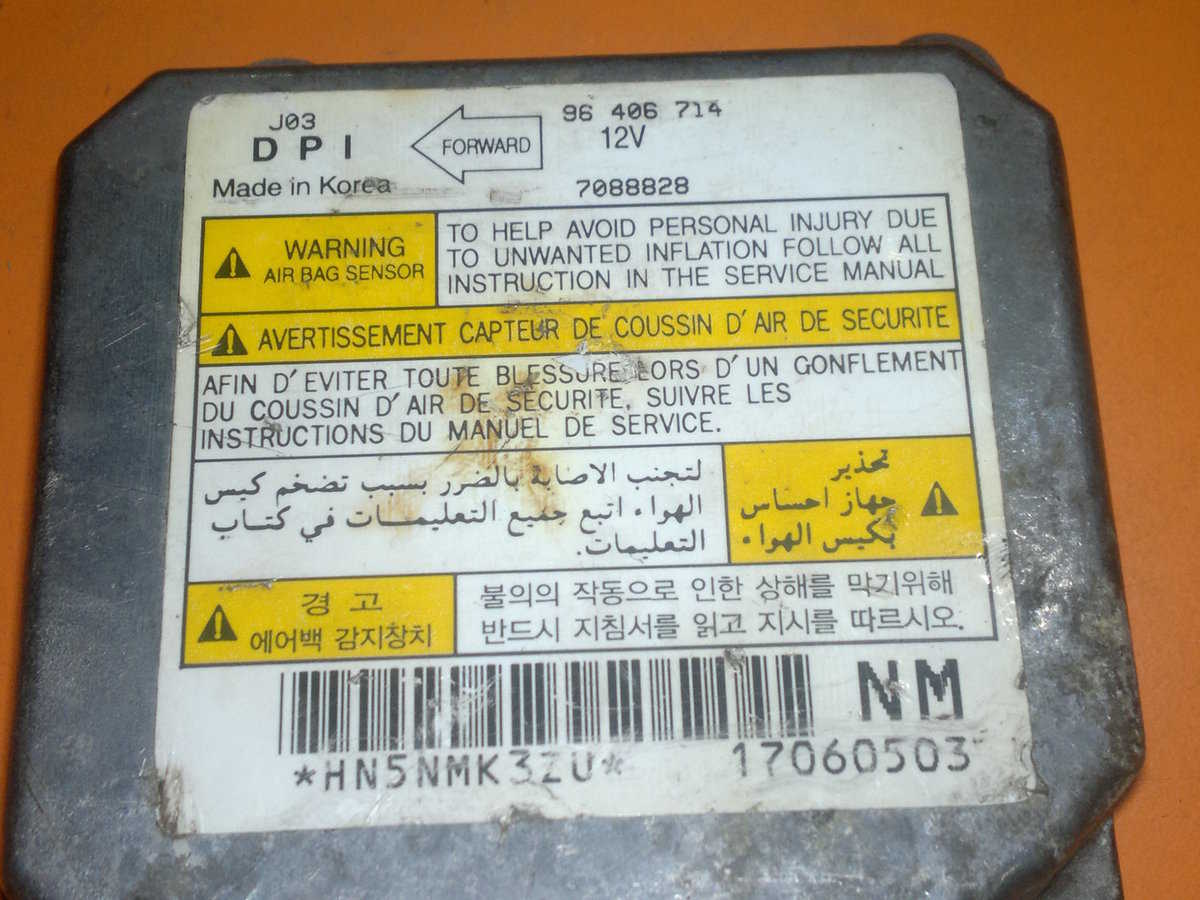 J03
DPI
FORWARD
96 406 714
12V
Made in Korea
7088828
WARNING
AIR BAG SENSOR
TO HELP AVOID PERSONAL INJURY DUE
TO UNWANTED INFLATION FOLLOW ALL
INSTRUCTION IN THE SERVICE MANUAL
AVERTISSEMENT CAPTEUR DE COUSSIN D'AIR DE SECURITE
AFIN D'EVITER TOUTE BLESSURE LORS D'UN GONFLEMENT
DU COUSSIN D'AIR DE SECURITE, SUIVRE LES
INSTRUCTIONS DU MANUEL DE SERVICE.
تحذير
جهاز احساس
بكيس الهواء
لتجنب الاصابة بالضرر بسبب تضخم كيس
الهواء اتبع جميع التعليمات في كتاب
التعليمات.
경 고
에어백 감지장치
불의의 작동으로 인한 상해를 막기위해
반드시 지침서를 읽고 지시를 따르시오.
NM
*HN5NMK3ZU*
17060503